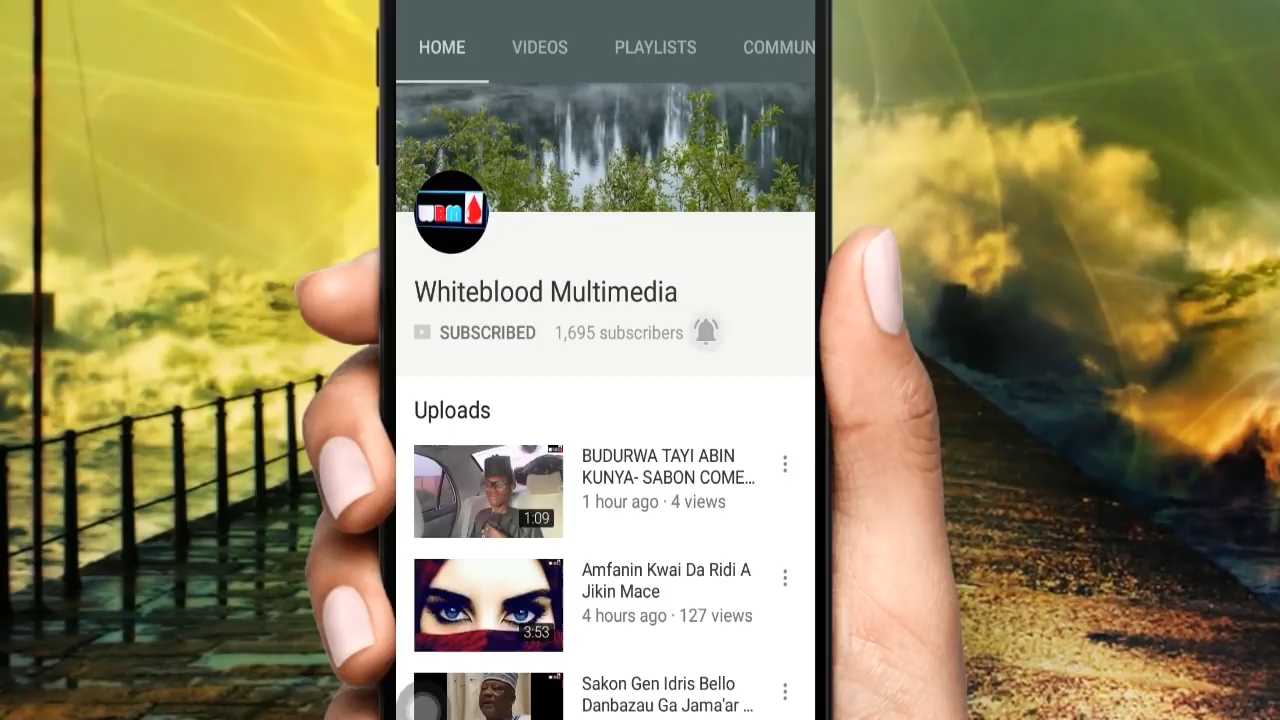 HOME VIDEOS PLAYLISTS COMMUN
WBM
Whiteblood Multimedia
SUBSCRIBED 1,695 subscribers
Uploads
BUDURWA TAYI ABIN
KUNYA- SABON COME...
1 hour ago · 4 views
1:09
Amfanin Kwai Da Ridi A
Jikin Mace
4 hours ago · 127 views
3:53
Sakon Gen Idris Bello
Danbazau Ga Jama'ar ...